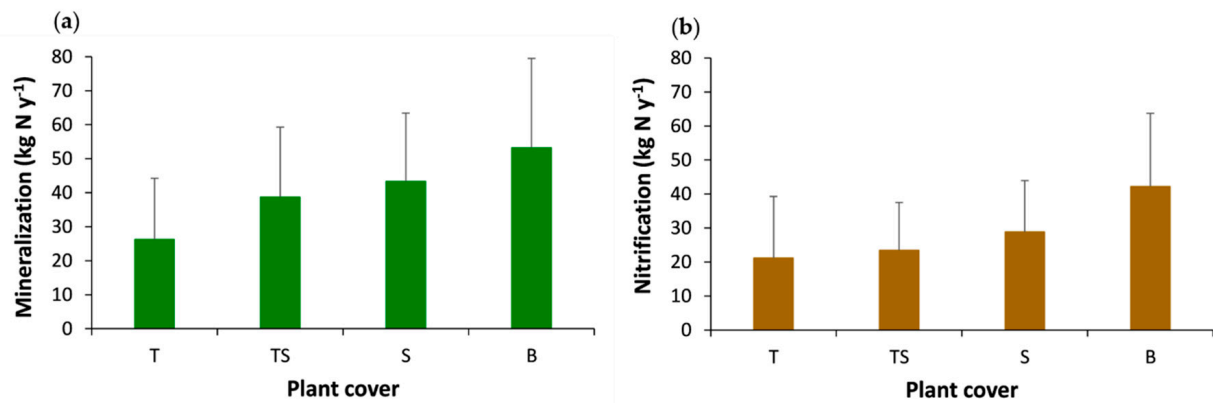 (a)
80
70
60
50
40
30
20
10
0
Mineralization (kg N y-1)
T TS S B
Plant cover
(b)
80
70
60
50
40
30
20
10
0
Nitrification (kg N y-1)
T TS S B
Plant cover